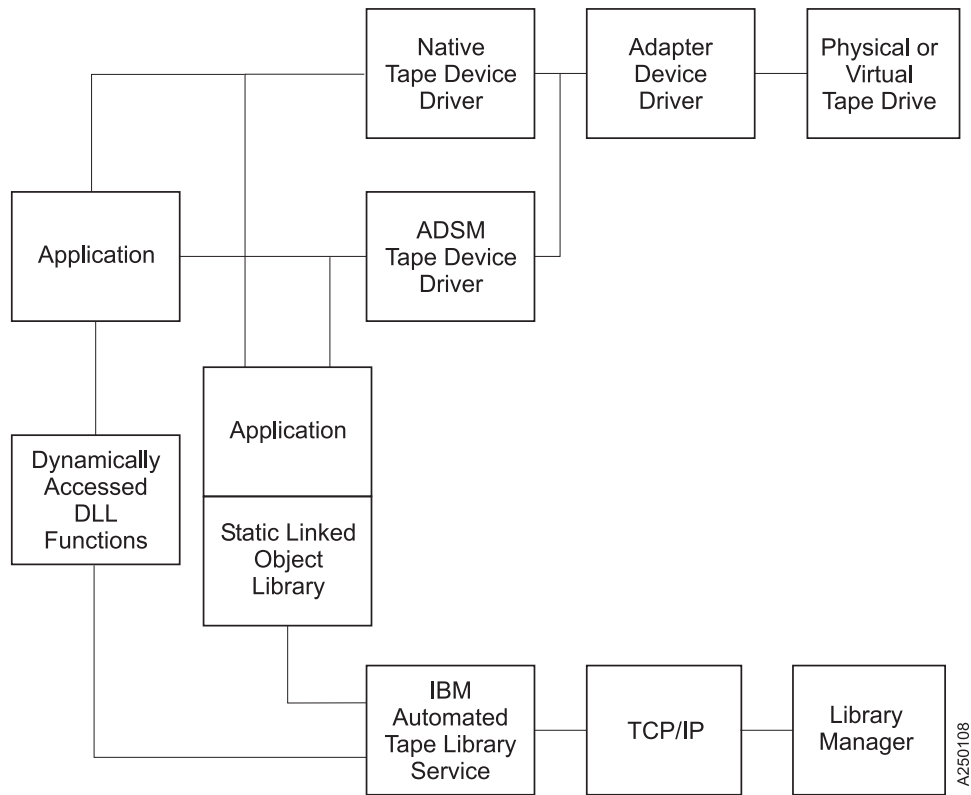 Native
Tape Device
Driver
Adapter
Device
Driver
Physical or
Virtual
Tape Drive
Application
ADSM
Tape Device
Driver
Application
Dynamically
Accessed
DLL
Functions
Static Linked
Object
Library
IBM
Automated
Tape Library
Service
TCP/IP
Library
Manager
A250108